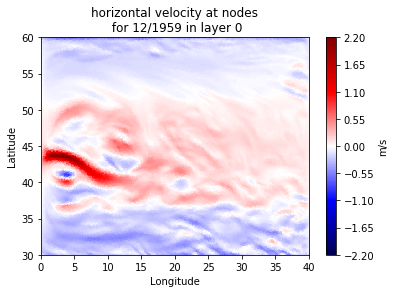 horizontal velocity at nodes
for 12/1959 in layer 0
60
55
50
45
40
35
30
Latitude
0 5 10 15 20 25 30 35 40
Longitude
2.20
1.65
1.10
0.55
0.00
−0.55
−1.10
−1.65
−2.20
m/s